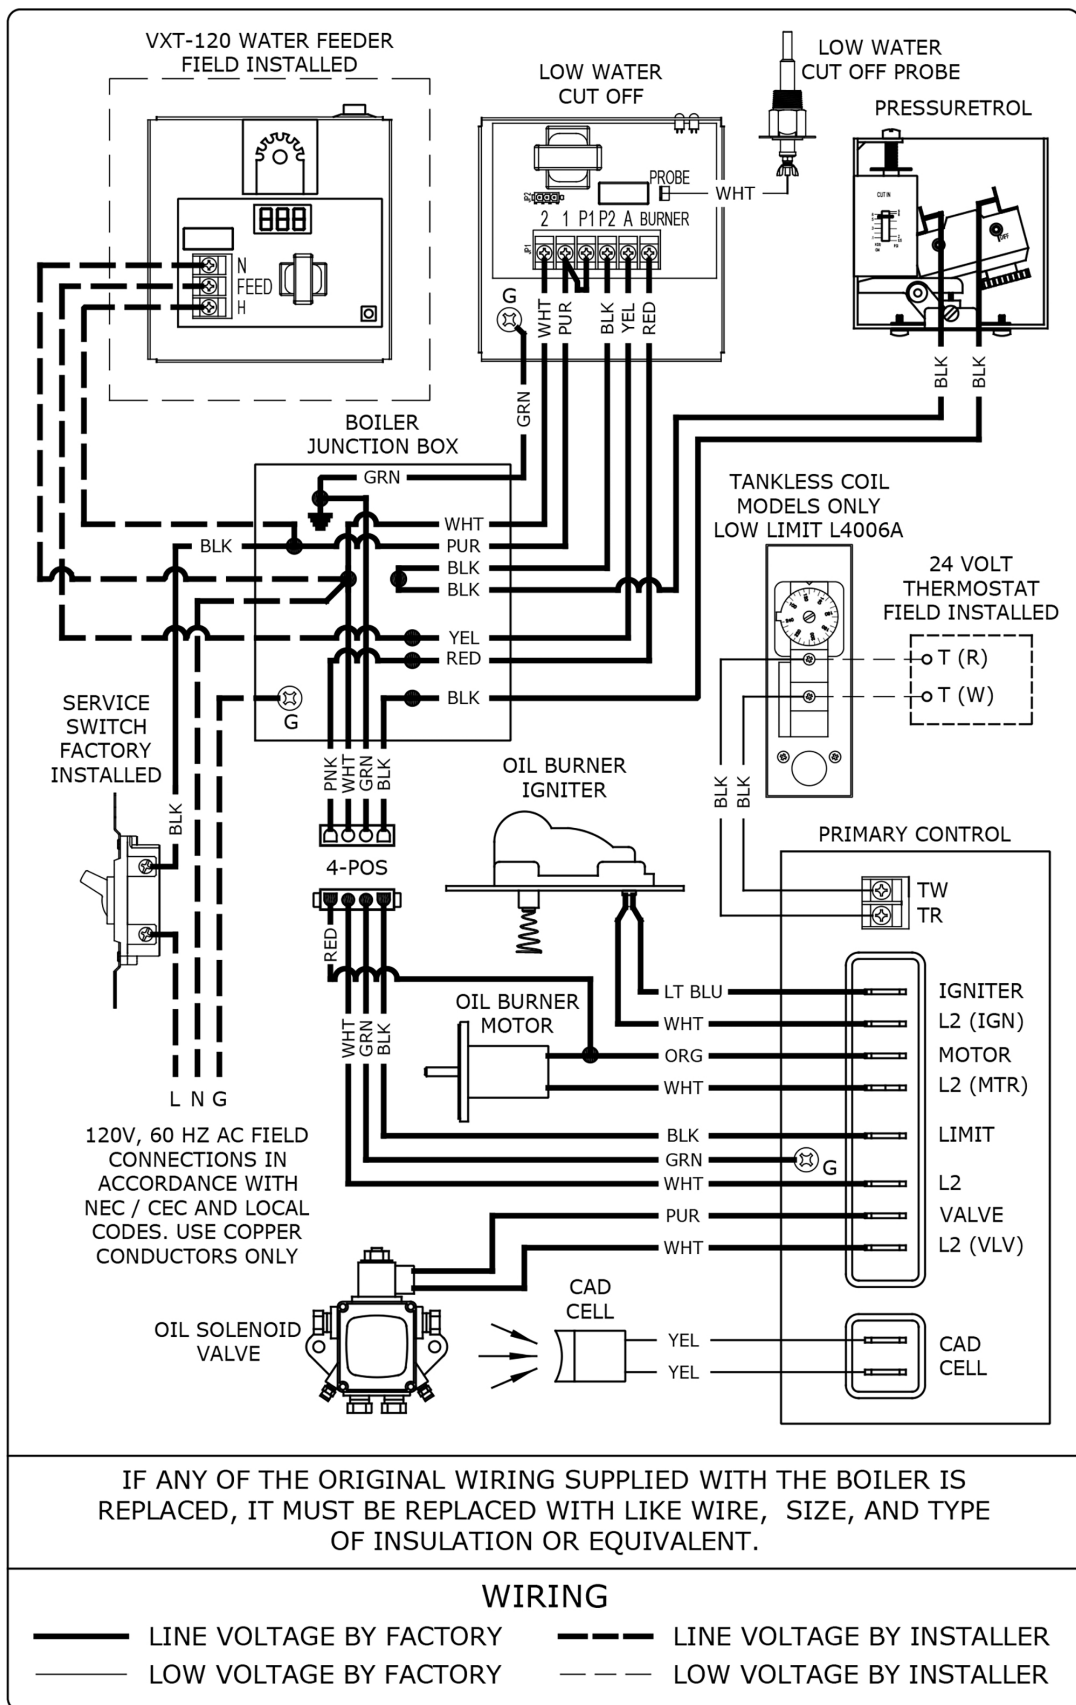 VXT-120 WATER FEEDER
FIELD INSTALLED
LOW WATER
CUT OFF
LOW WATER
CUT OFF PROBE
PRESSURETROL
PROBE
WHT
2 1 P1 P2 A BURNER
JP1
N
FEED
H
G
WHT
PUR
BLK
YEL
RED
GRN
CUT IN
OFF
BLK
BLK
BOILER
JUNCTION BOX
GRN
WHT
BLK
PUR
BLK
BLK
YEL
RED
BLK
G
TANKLESS COIL
MODELS ONLY
LOW LIMIT L4006A
24 VOLT
THERMOSTAT
FIELD INSTALLED
T (R)
T (W)
SERVICE
SWITCH
FACTORY
INSTALLED
BLK
PNK
WHT
GRN
BLK
4-POS
OIL BURNER
IGNITER
BLK
BLK
PRIMARY CONTROL
TW
TR
RED
WHT
GRN
BLK
OIL BURNER
MOTOR
LT BLU
IGNITER
WHT
L2 (IGN)
ORG
MOTOR
WHT
L2 (MTR)
BLK
LIMIT
GRN
G
WHT
L2
PUR
VALVE
WHT
L2 (VLV)
L N G
120V, 60 HZ AC FIELD
CONNECTIONS IN
ACCORDANCE WITH
NEC / CEC AND LOCAL
CODES. USE COPPER
CONDUCTORS ONLY
OIL SOLENOID
VALVE
CAD
CELL
YEL
YEL
CAD
CELL
IF ANY OF THE ORIGINAL WIRING SUPPLIED WITH THE BOILER IS
REPLACED, IT MUST BE REPLACED WITH LIKE WIRE, SIZE, AND TYPE
OF INSULATION OR EQUIVALENT.
WIRING
LINE VOLTAGE BY FACTORY
LINE VOLTAGE BY INSTALLER
LOW VOLTAGE BY FACTORY
LOW VOLTAGE BY INSTALLER